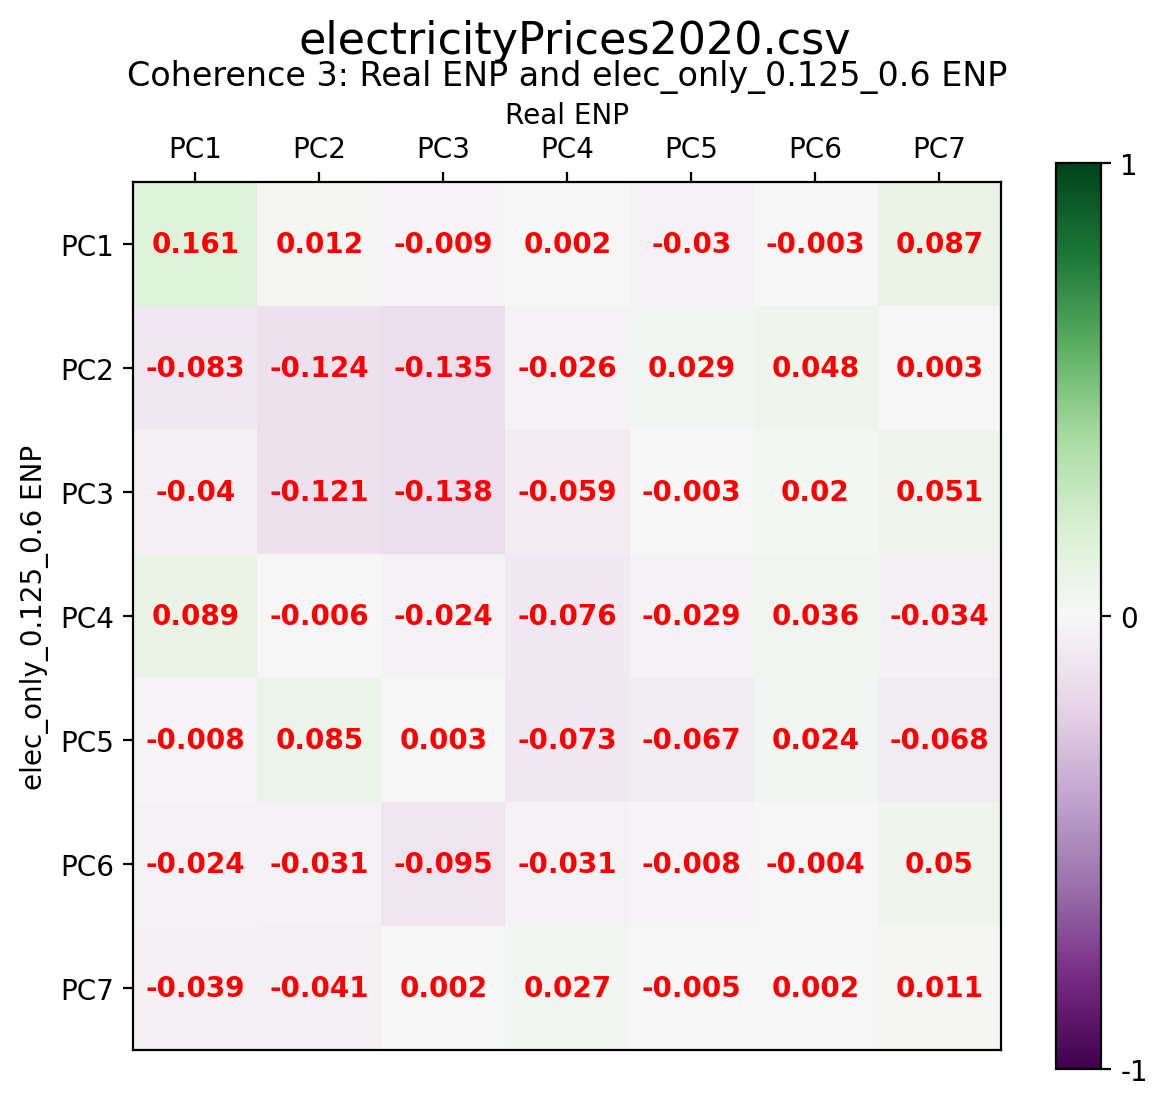 electricityPrices2020.csv
Coherence 3: Real ENP and elec_only_0.125_0.6 ENP
Real ENP
PC1 PC2 PC3 PC4 PC5 PC6 PC7
PC1 0.161 0.012 -0.009 0.002 -0.03 -0.003 0.087
PC2 -0.083 -0.124 -0.135 -0.026 0.029 0.048 0.003
PC3 -0.04 -0.121 -0.138 -0.059 -0.003 0.02 0.051
PC4 0.089 -0.006 -0.024 -0.076 -0.029 0.036 -0.034
PC5 -0.008 0.085 0.003 -0.073 -0.067 0.024 -0.068
PC6 -0.024 -0.031 -0.095 -0.031 -0.008 -0.004 0.05
PC7 -0.039 -0.041 0.002 0.027 -0.005 0.002 0.011
elec_only_0.125_0.6 ENP
1
0
-1